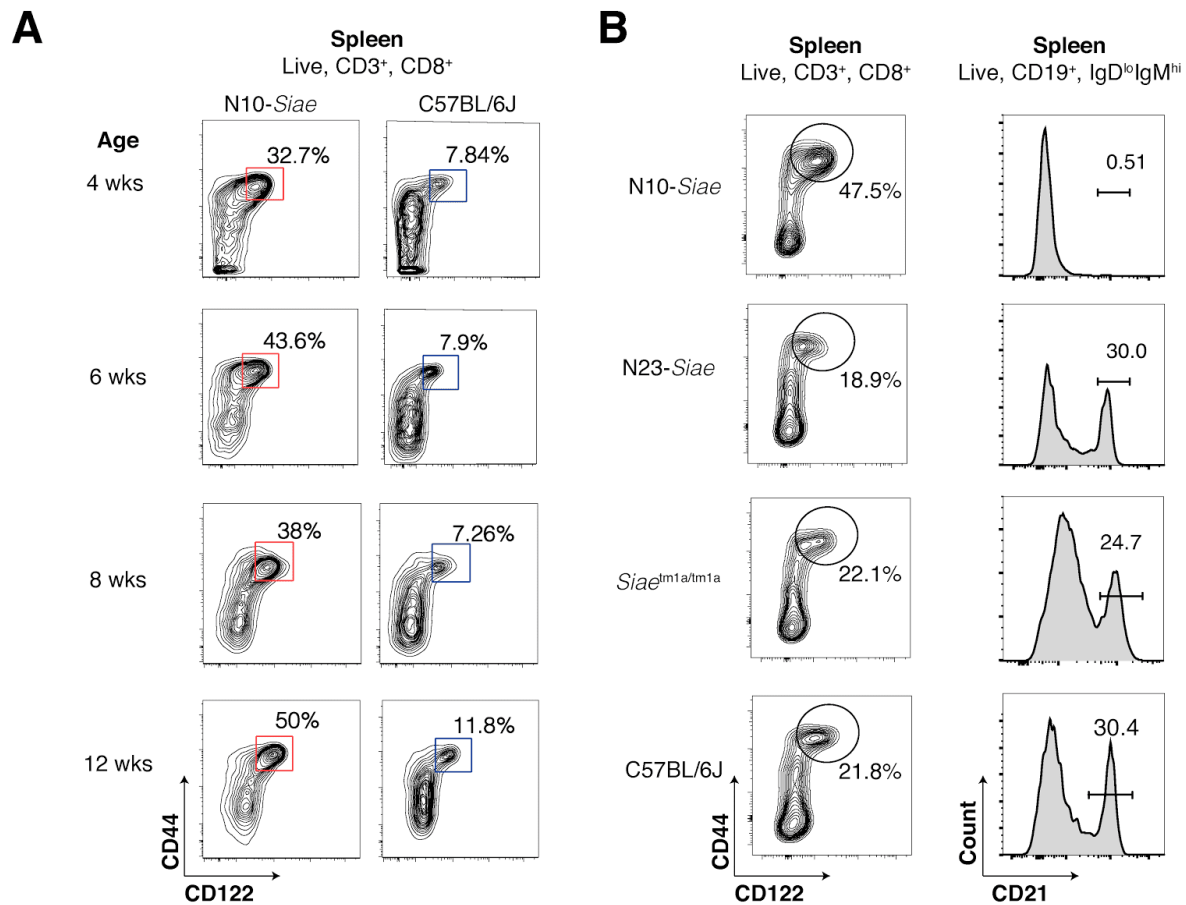 A
Spleen
Live, CD3⁺, CD8⁺
N10-Siae C57BL/6J
Age
4 wks 32.7% 7.84%
6 wks 43.6% 7.9%
8 wks 38% 7.26%
12 wks 50% 11.8%
CD44
CD122
B
Spleen Spleen
Live, CD3⁺, CD8⁺ Live, CD19⁺, IgDˡᵒIgMʰⁱ
N10-Siae 47.5% 0.51
N23-Siae 18.9% 30.0
Siaeᵗᵐ¹ᵃ/ᵗᵐ¹ᵃ 22.1% 24.7
C57BL/6J 21.8% 30.4
CD44 Count
CD122 CD21